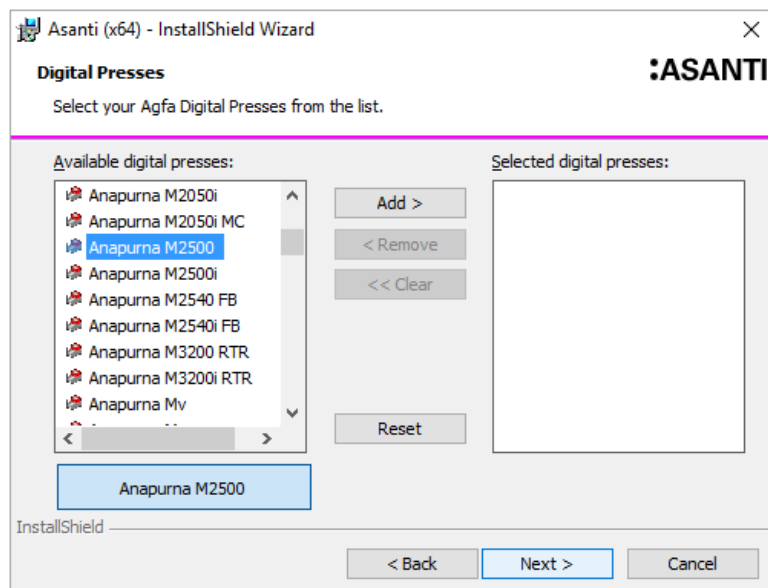 Asanti (x64) - InstallShield Wizard
Digital Presses
:ASANTI
Select your Agfa Digital Presses from the list.
Available digital presses:
Selected digital presses:
Anapurna M2050i
Anapurna M2050i MC
Anapurna M2500
Anapurna M2500i
Anapurna M2540 FB
Anapurna M2540i FB
Anapurna M3200 RTR
Anapurna M3200i RTR
Anapurna Mv
Add >
< Remove
<< Clear
Reset
Anapurna M2500
InstallShield
< Back
Next >
Cancel